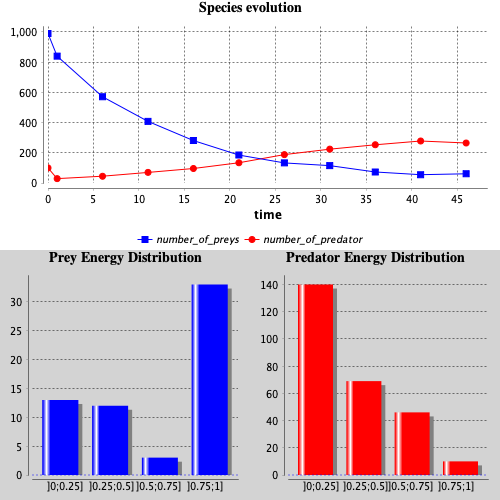 Species evolution
1,000
800
600
400
200
0
0 5 10 15 20 25 30 35 40 45
time
number_of_preys number_of_predator
Prey Energy Distribution
30
25
20
15
10
5
0
]0;0.25] ]0.25;0.5] ]0.5;0.75] ]0.75;1]
Predator Energy Distribution
140
120
100
80
60
40
20
0
]0;0.25] ]0.25;0.5] ]0.5;0.75] ]0.75;1]